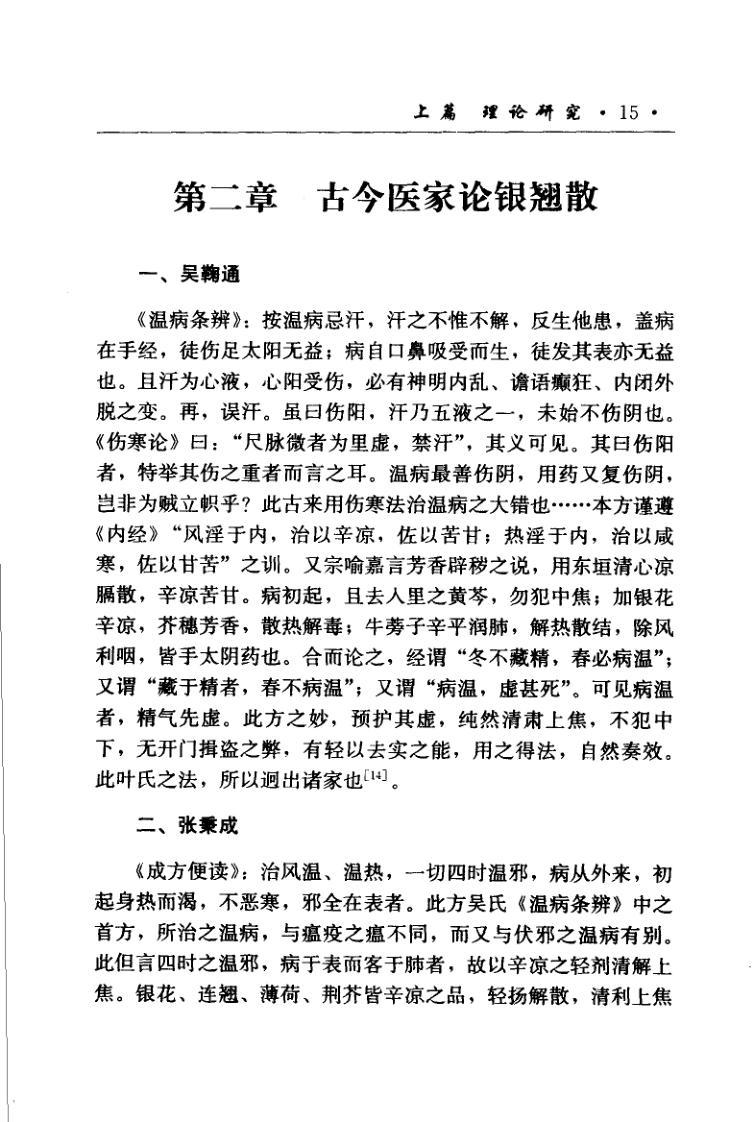 上篇 理论研究 · 15 ·
第二章 古今医家论银翘散
一、吴鞠通
《温病条辨》：按温病忌汗，汗之不惟不解，反生他患，盖病
在手经，徒伤足太阳无益；病自口鼻吸受而生，徒发其表亦无益
也。且汗为心液，心阳受伤，必有神明内乱、谵语癫狂、内闭外
脱之变。再，误汗。虽曰伤阳，汗乃五液之一，未始不伤阴也。
《伤寒论》曰：“尺脉微者为里虚，禁汗”，其义可见。其曰伤阳
者，特举其伤之重者而言之耳。温病最善伤阴，用药又复伤阴，
岂非为贼立帜乎？此古来用伤寒法治温病之大错也……本方谨遵
《内经》“风淫于内，治以辛凉，佐以苦甘；热淫于内，治以咸
寒，佐以甘苦”之训。又宗喻嘉言芳香辟秽之说，用东垣清心凉
膈散，辛凉苦甘。病初起，且去入里之黄芩，勿犯中焦；加银花
辛凉，芥穗芳香，散热解毒；牛蒡子辛平润肺，解热散结，除风
利咽，皆手太阴药也。合而论之，经谓“冬不藏精，春必病温”；
又谓“藏于精者，春不病温”；又谓“病温，虚甚死”。可见病温
者，精气先虚。此方之妙，预护其虚，纯然清肃上焦，不犯中
下，无开门揖盗之弊，有轻以去实之能，用之得法，自然奏效。
此叶氏之法，所以迥出诸家也[14]。
二、张秉成
《成方便读》：治风温、温热，一切四时温邪，病从外来，初
起身热而渴，不恶寒，邪全在表者。此方吴氏《温病条辨》中之
首方，所治之温病，与瘟疫之瘟不同，而又与伏邪之温病有别。
此但言四时之温邪，病于表而客于肺者，故以辛凉之轻剂清解上
焦。银花、连翘、薄荷、荆芥皆辛凉之品，轻扬解散，清利上焦